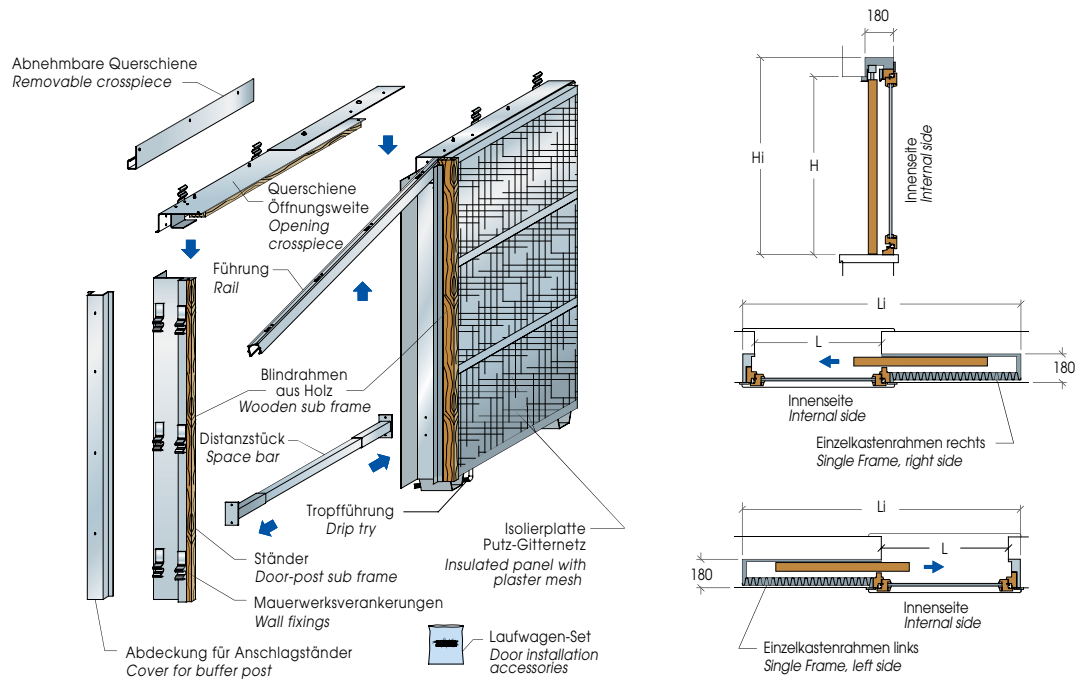 Abnehmbare Querschiene
Removable crosspiece
Querschiene
Öffnungsweite
Opening
crosspiece
Führung
Rail
Blindrahmen
aus Holz
Wooden sub frame
Distanzstück
Space bar
Tropfführung
Drip try
Isolierplatte
Putz-Gitternetz
Insulated panel with
plaster mesh
Ständer
Door-post sub frame
Mauerwerksverankerungen
Wall fixings
Abdeckung für Anschlagständer
Cover for buffer post
Laufwagen-Set
Door installation
accessories
180
Hi
H
Innenseite
Internal side
Li
L
180
Innenseite
Internal side
Einzelkastenrahmen rechts
Single Frame, right side
Li
L
180
Innenseite
Internal side
Einzelkastenrahmen links
Single Frame, left side